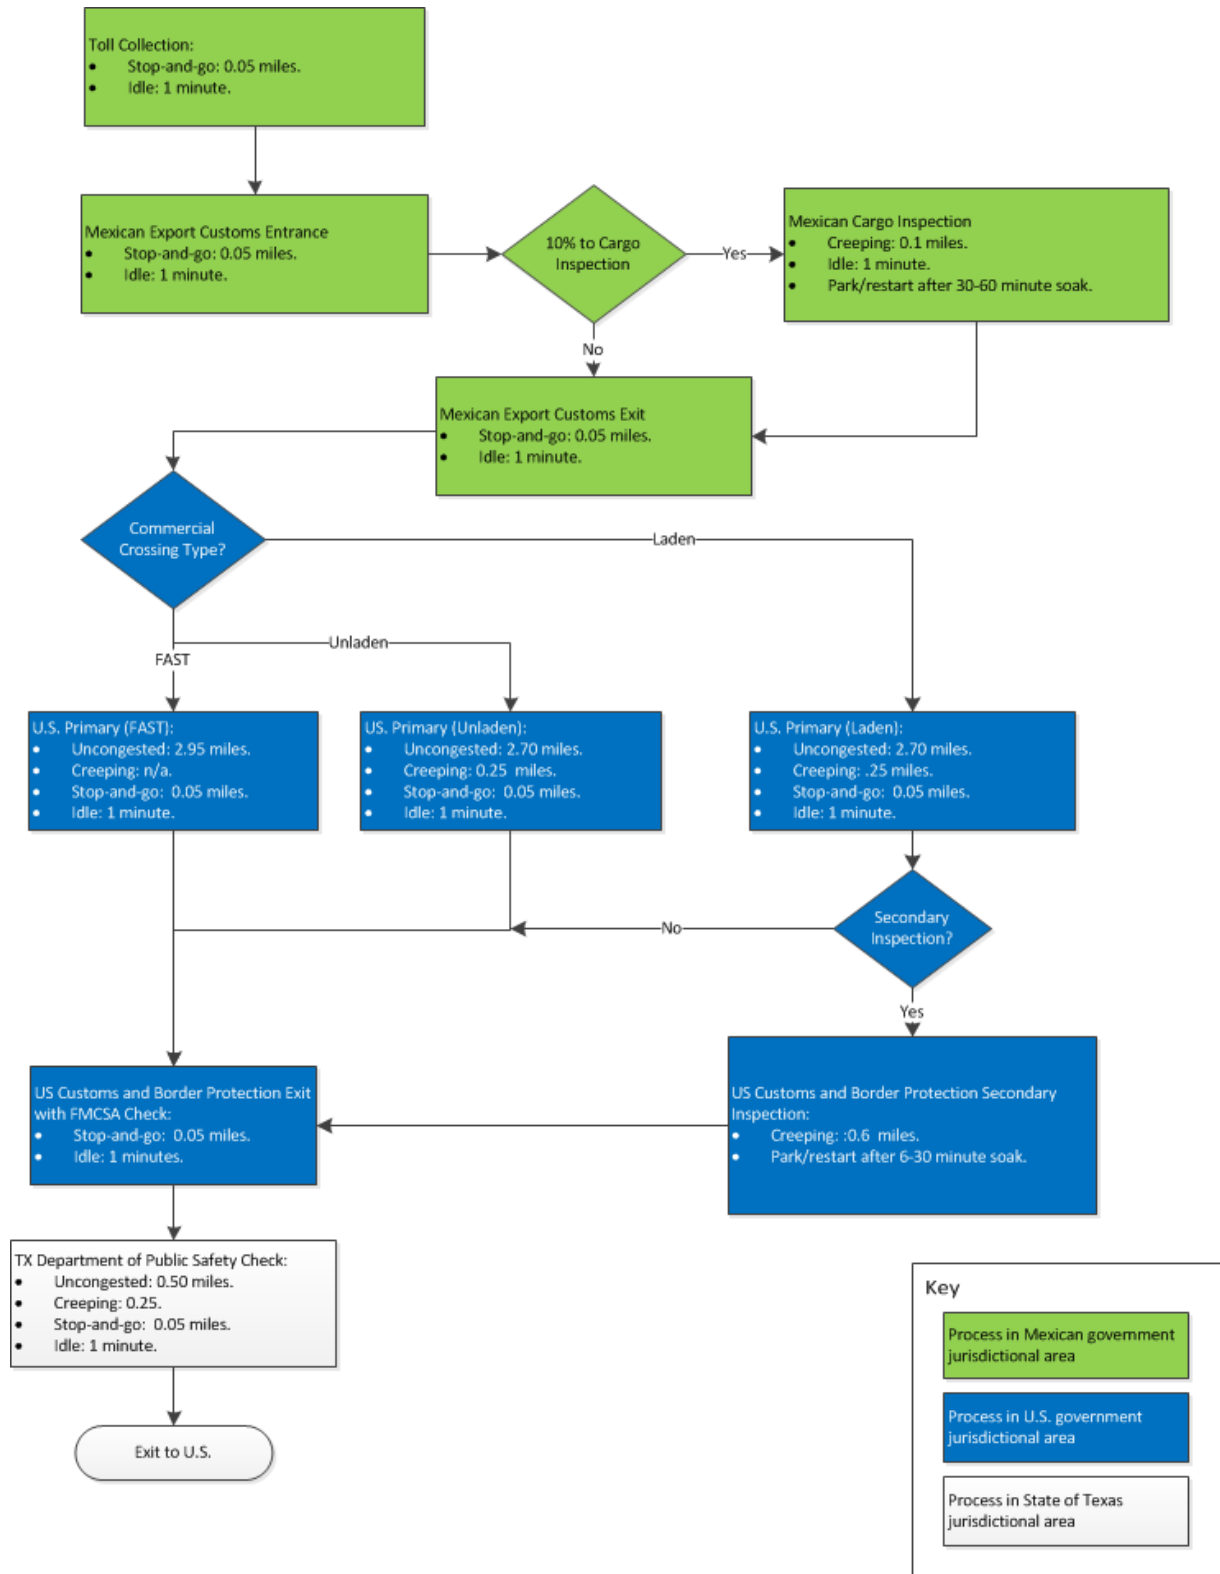 Toll Collection:
• Stop-and-go: 0.05 miles.
• Idle: 1 minute.
Mexican Export Customs Entrance
• Stop-and-go: 0.05 miles.
• Idle: 1 minute.
10% to Cargo
Inspection
Yes
Mexican Cargo Inspection
• Creeping: 0.1 miles.
• Idle: 1 minute.
• Park/restart after 30-60 minute soak.
No
Mexican Export Customs Exit
• Stop-and-go: 0.05 miles.
• Idle: 1 minute.
Commercial
Crossing Type?
Laden
Unladen
FAST
U.S. Primary (FAST):
• Uncongested: 2.95 miles.
• Creeping: n/a.
• Stop-and-go: 0.05 miles.
• Idle: 1 minute.
US. Primary (Unladen):
• Uncongested: 2.70 miles.
• Creeping: 0.25 miles.
• Stop-and-go: 0.05 miles.
• Idle: 1 minute.
U.S. Primary (Laden):
• Uncongested: 2.70 miles.
• Creeping: .25 miles.
• Stop-and-go: 0.05 miles.
• Idle: 1 minute.
Secondary
Inspection?
No
Yes
US Customs and Border Protection Exit
with FMCSA Check:
• Stop-and-go: 0.05 miles.
• Idle: 1 minutes.
US Customs and Border Protection Secondary
Inspection:
• Creeping: :0.6 miles.
• Park/restart after 6-30 minute soak.
TX Department of Public Safety Check:
• Uncongested: 0.50 miles.
• Creeping: 0.25.
• Stop-and-go: 0.05 miles.
• Idle: 1 minute.
Exit to U.S.
Key
Process in Mexican government
jurisdictional area
Process in U.S. government
jurisdictional area
Process in State of Texas
jurisdictional area